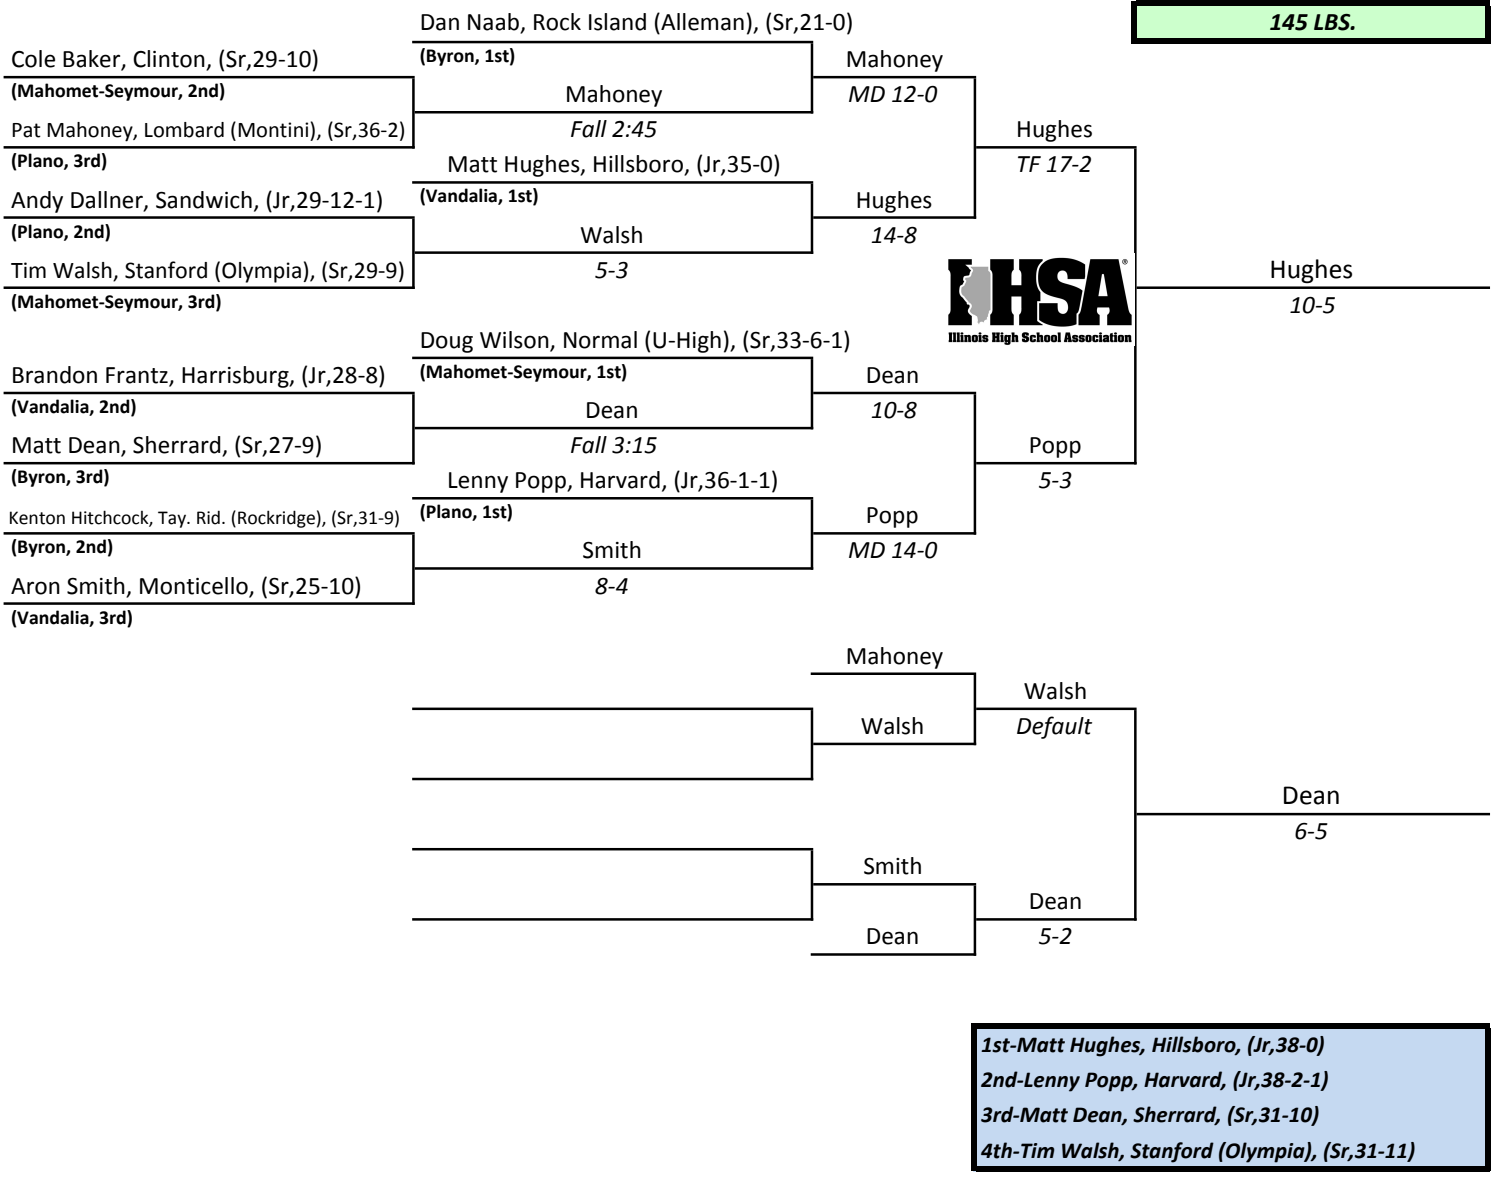 Dan Naab, Rock Island (Alleman), (Sr,21-0)
145 LBS.
Cole Baker, Clinton, (Sr,29-10)
(Byron, 1st)
Mahoney
(Mahomet-Seymour, 2nd)
Mahoney
MD 12-0
Pat Mahoney, Lombard (Montini), (Sr,36-2)
Fall 2:45
Hughes
(Plano, 3rd)
Matt Hughes, Hillsboro, (Jr,35-0)
TF 17-2
Andy Dallner, Sandwich, (Jr,29-12-1)
(Vandalia, 1st)
Hughes
(Plano, 2nd)
Walsh
14-8
Tim Walsh, Stanford (Olympia), (Sr,29-9)
5-3
Hughes
(Mahomet-Seymour, 3rd)
10-5
IHSA®
Illinois High School Association
Doug Wilson, Normal (U-High), (Sr,33-6-1)
Brandon Frantz, Harrisburg, (Jr,28-8)
(Mahomet-Seymour, 1st)
Dean
(Vandalia, 2nd)
Dean
10-8
Matt Dean, Sherrard, (Sr,27-9)
Fall 3:15
Popp
(Byron, 3rd)
Lenny Popp, Harvard, (Jr,36-1-1)
5-3
Kenton Hitchcock, Tay. Rid. (Rockridge), (Sr,31-9)
(Plano, 1st)
Popp
(Byron, 2nd)
Smith
MD 14-0
Aron Smith, Monticello, (Sr,25-10)
8-4
(Vandalia, 3rd)
Mahoney
Walsh
Walsh
Default
Dean
6-5
Smith
Dean
Dean
5-2
1st-Matt Hughes, Hillsboro, (Jr,38-0)
2nd-Lenny Popp, Harvard, (Jr,38-2-1)
3rd-Matt Dean, Sherrard, (Sr,31-10)
4th-Tim Walsh, Stanford (Olympia), (Sr,31-11)